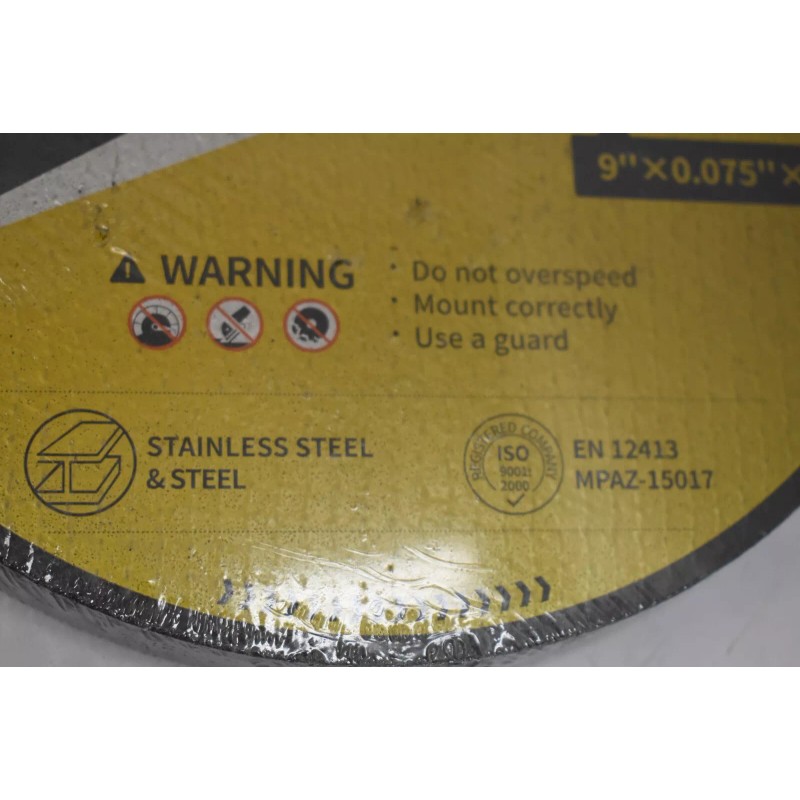 9"×0.075"×
WARNING
· Do not overspeed
· Mount correctly
· Use a guard
STAINLESS STEEL
& STEEL
REGISTERED COMPANY
ISO
9001:
2000
EN 12413
MPAZ-15017